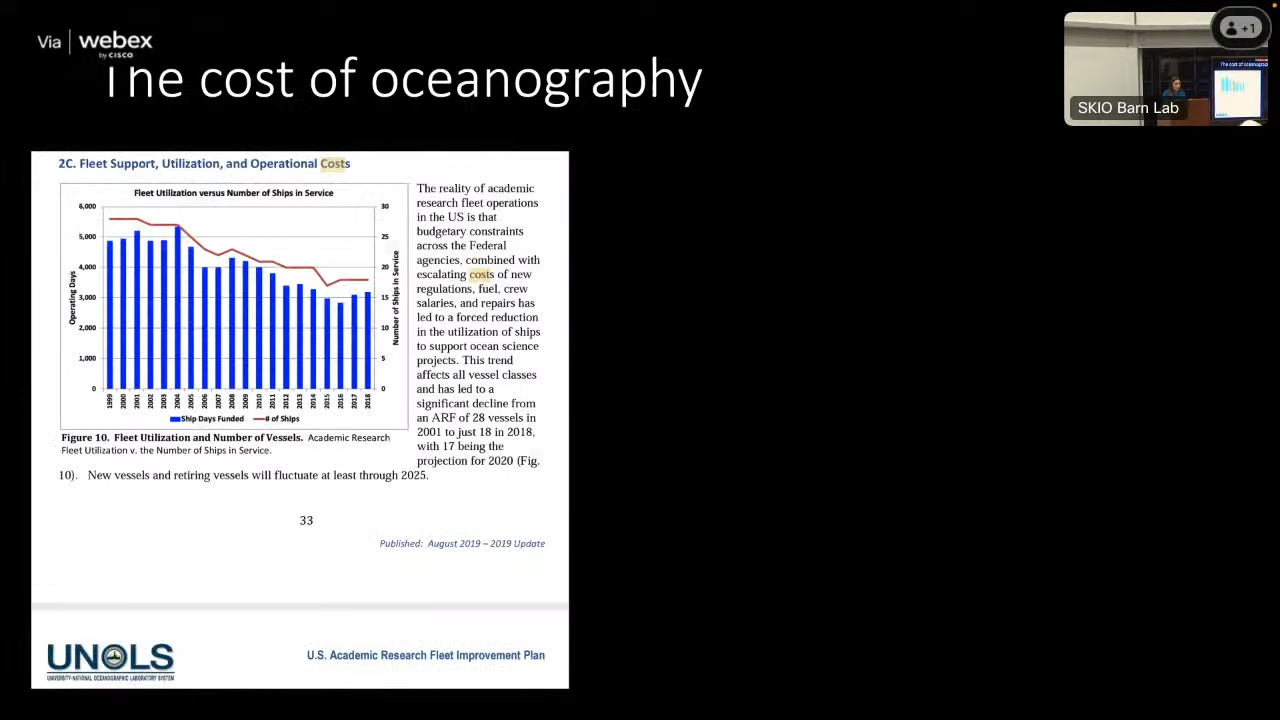 Via | webex
by CISCO
The cost of oceanography
+1
SKIO Barn Lab
2C. Fleet Support, Utilization, and Operational Costs
Fleet Utilization versus Number of Ships in Service
6,000
5,000
4,000
3,000
2,000
1,000
0
Operating Days
30
25
20
15
10
5
0
Number of Ships in Service
1999 2000 2001 2002 2003 2004 2005 2006 2007 2008 2009 2010 2011 2012 2013 2014 2015 2016 2017 2018
Ship Days Funded # of Ships
Figure 10. Fleet Utilization and Number of Vessels. Academic Research
Fleet Utilization v. the Number of Ships in Service.
The reality of academic
research fleet operations
in the US is that
budgetary constraints
across the Federal
agencies, combined with
escalating costs of new
regulations, fuel, crew
salaries, and repairs has
led to a forced reduction
in the utilization of ships
to support ocean science
projects. This trend
affects all vessel classes
and has led to a
significant decline from
an ARF of 28 vessels in
2001 to just 18 in 2018,
with 17 being the
projection for 2020 (Fig.
10). New vessels and retiring vessels will fluctuate at least through 2025.
33
Published: August 2019 – 2019 Update
UNOLS
UNIVERSITY-NATIONAL OCEANOGRAPHIC LABORATORY SYSTEM
U.S. Academic Research Fleet Improvement Plan